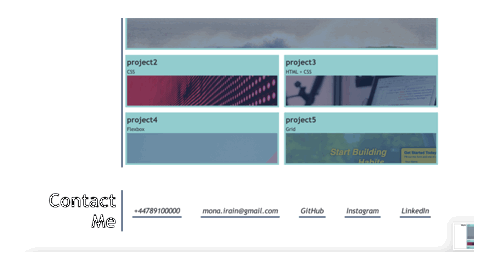 project2
CSS
project3
HTML + CSS
project4
Flexbox
project5
Grid
Start Building
Habits
Contact
Me
+44789100000
mona.irain@gmail.com
GitHub
Instagram
LinkedIn